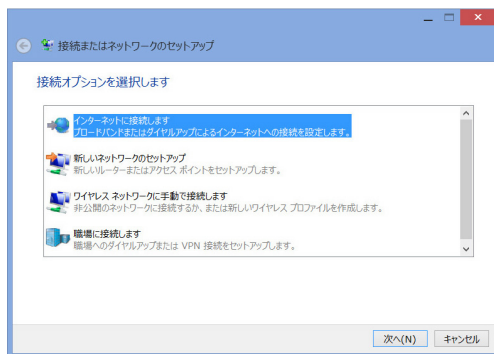 接続またはネットワークのセットアップ
接続オプションを選択します
インターネットに接続します
ブロードバンドまたはダイヤルアップによるインターネットへの接続を設定します。
新しいネットワークのセットアップ
新しいルーターまたはアクセス ポイントをセットアップします。
ワイヤレス ネットワークに手動で接続します
非公開のネットワークに接続するか、または新しいワイヤレス プロファイルを作成します。
職場に接続します
職場へのダイヤルアップまたは VPN 接続をセットアップします。
次へ(N)
キャンセル